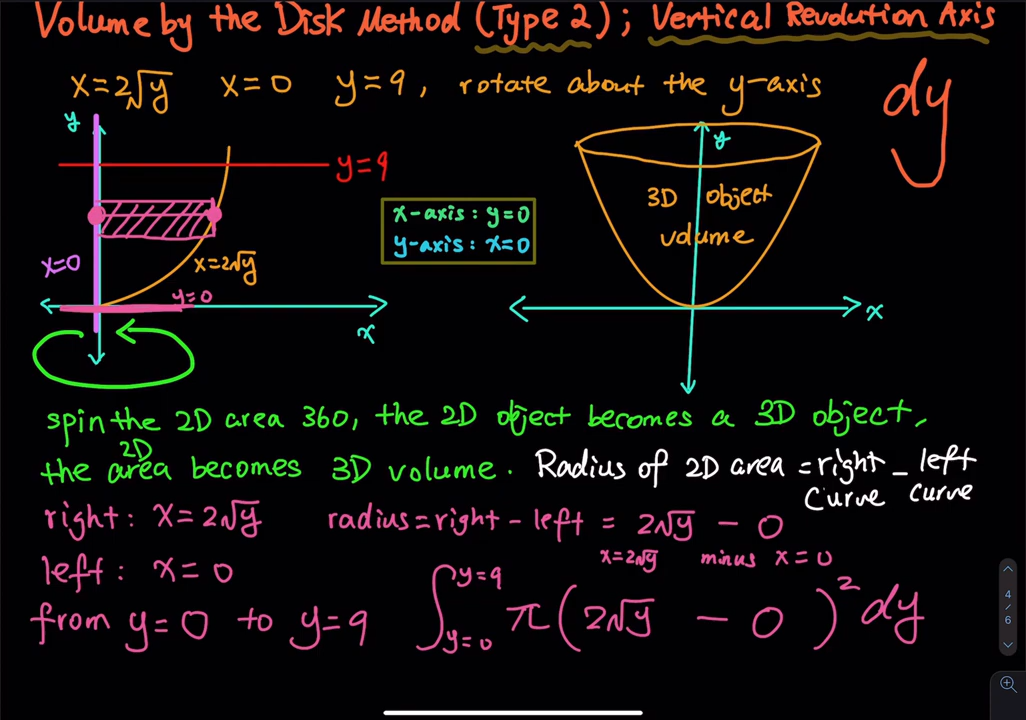 Volume by the Disk Method (Type 2); Vertical Revolution Axis
x=2√y x=0 y=9, rotate about the y-axis
dy
y
y=9
x=0
x=2√y
y=0
x
x-axis: y=0
y-axis: x=0
y
3D object
volume
x
spin the 2D area 360, the 2D object becomes a 3D object,
2D
the area becomes 3D volume. Radius of 2D area = right - left
curve curve
right: x=2√y radius=right - left = 2√y - 0
x=2√y minus x=0
left: x=0
from y=0 to y=9 ∫_{y=0}^{y=9} π(2√y - 0)² dy
4
/
6